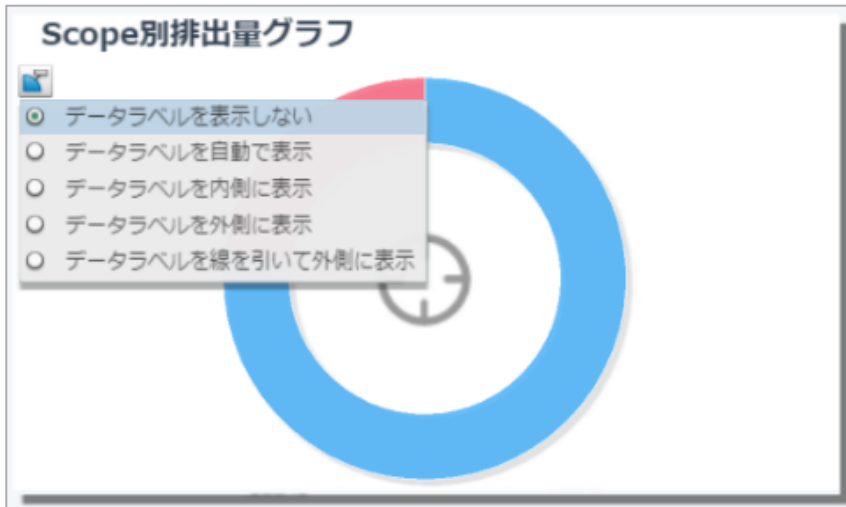 Scope別排出量グラフ
データラベルを表示しない
データラベルを自動で表示
データラベルを内側に表示
データラベルを外側に表示
データラベルを線を引いて外側に表示